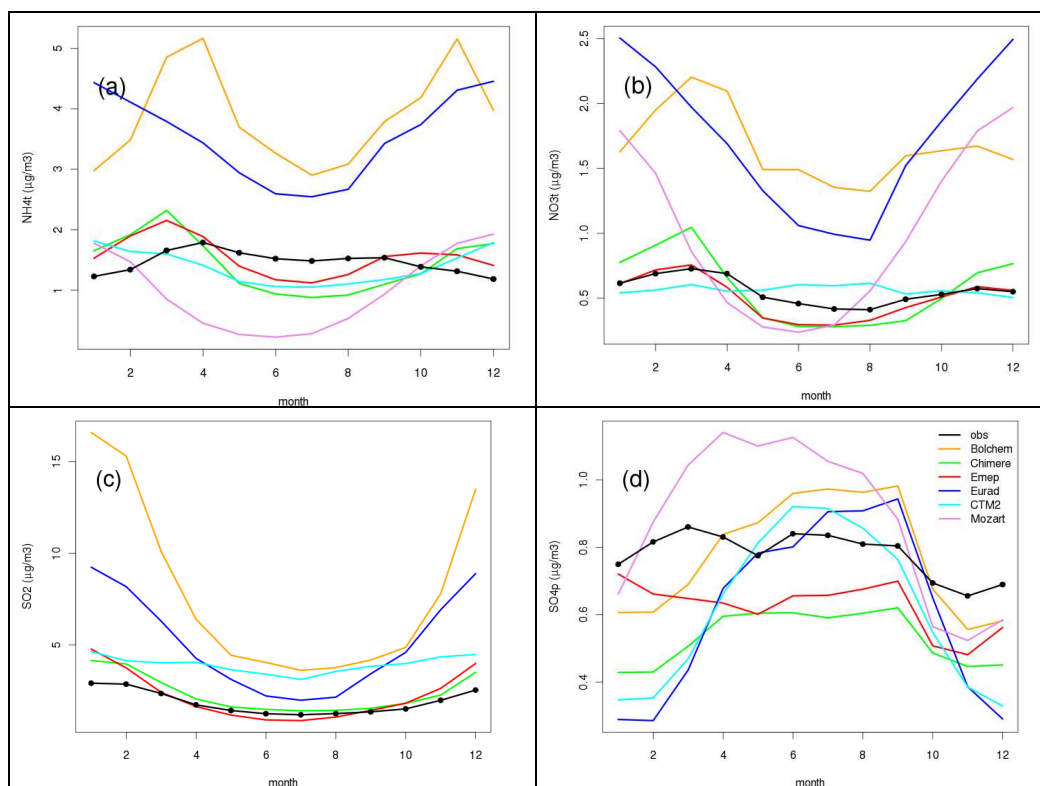 (a)
NH4t (µg/m3)
5
4
3
2
1
2 4 6 8 10 12
month
(b)
NO3t (µg/m3)
2.5
2.0
1.5
1.0
0.5
2 4 6 8 10 12
month
(c)
SO2 (µg/m3)
15
10
5
2 4 6 8 10 12
month
(d)
SO4p (µg/m3)
1.0
0.8
0.6
0.4
2 4 6 8 10 12
month
obs
Bolchem
Chimere
Emep
Eurad
CTM2
Mozart